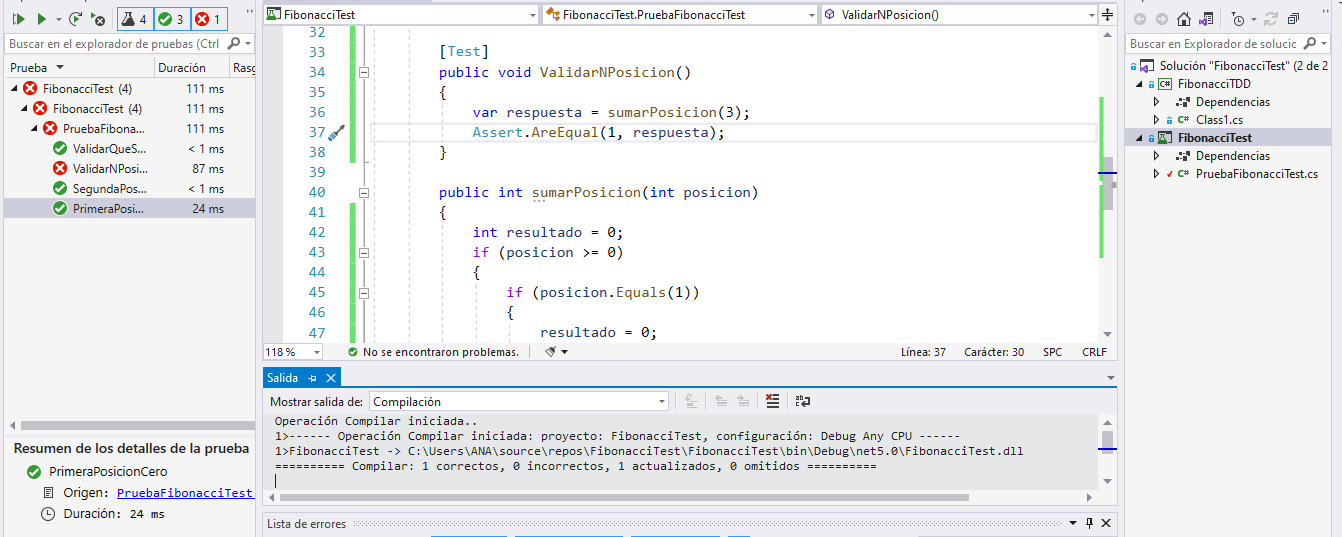 4 3 1
Buscar en el explorador de pruebas (Ctrl
Prueba Duración Rasg
FibonacciTest (4) 111 ms
FibonacciTest (4) 111 ms
PruebaFibona... 111 ms
ValidarQueS... < 1 ms
ValidarNPosi... 87 ms
SegundaPos... < 1 ms
PrimeraPosi... 24 ms
Resumen de los detalles de la prueba
PrimeraPosicionCero
Origen: PruebaFibonacciTest.
Duración: 24 ms
FibonacciTest FibonacciTest.PruebaFibonacciTest ValidarNPosicion()
32
33 [Test]
34 public void ValidarNPosicion()
35 {
36 var respuesta = sumarPosicion(3);
37 Assert.AreEqual(1, respuesta);
38 }
39
40 public int sumarPosicion(int posicion)
41 {
42 int resultado = 0;
43 if (posicion >= 0)
44 {
45 if (posicion.Equals(1))
46 {
47 resultado = 0;
118 % No se encontraron problemas. Línea: 37 Carácter: 30 SPC CRLF
Salida
Mostrar salida de: Compilación
Operación Compilar iniciada..
1>------ Operación Compilar iniciada: proyecto: FibonacciTest, configuración: Debug Any CPU ------
1>FibonacciTest -> C:\Users\ANA\source\repos\FibonacciTest\FibonacciTest\bin\Debug\net5.0\FibonacciTest.dll
========== Compilar: 1 correctos, 0 incorrectos, 1 actualizados, 0 omitidos ==========
Lista de errores
Buscar en Explorador de solucic
Solución "FibonacciTest" (2 de 2
C# FibonacciTDD
Dependencias
C# Class1.cs
FibonacciTest
Dependencias
C# PruebaFibonacciTest.cs